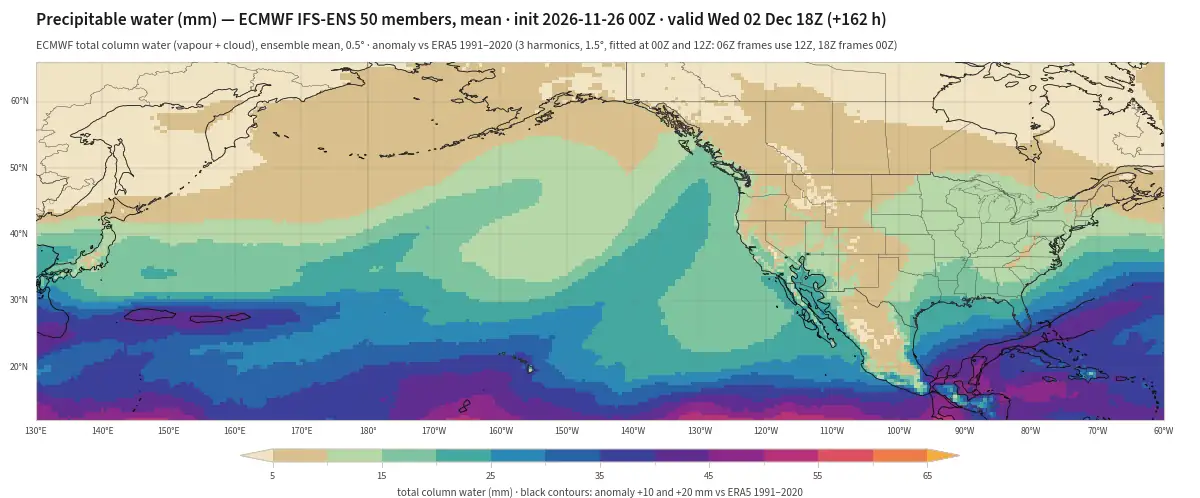 Precipitable water (mm) — ECMWF IFS-ENS 50 members, mean · init 2026-11-26 00Z · valid Wed 02 Dec 18Z (+162 h)
ECMWF total column water (vapour + cloud), ensemble mean, 0.5° · anomaly vs ERA5 1991–2020 (3 harmonics, 1.5°, fitted at 00Z and 12Z: 06Z frames use 12Z, 18Z frames 00Z)
60°N
50°N
40°N
30°N
20°N
130°E 140°E 150°E 160°E 170°E 180° 170°W 160°W 150°W 140°W 130°W 120°W 110°W 100°W 90°W 80°W 70°W 60°W
5 15 25 35 45 55 65
total column water (mm) · black contours: anomaly +10 and +20 mm vs ERA5 1991–2020